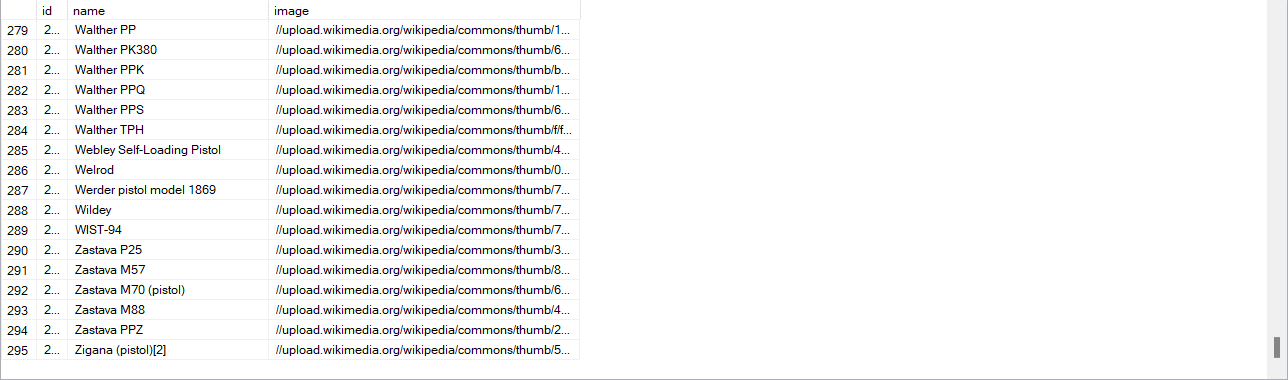 id name image
279 2... Walther PP //upload.wikimedia.org/wikipedia/commons/thumb/1...
280 2... Walther PK380 //upload.wikimedia.org/wikipedia/commons/thumb/6...
281 2... Walther PPK //upload.wikimedia.org/wikipedia/commons/thumb/b...
282 2... Walther PPQ //upload.wikimedia.org/wikipedia/commons/thumb/1...
283 2... Walther PPS //upload.wikimedia.org/wikipedia/commons/thumb/6...
284 2... Walther TPH //upload.wikimedia.org/wikipedia/commons/thumb/f/f...
285 2... Webley Self-Loading Pistol //upload.wikimedia.org/wikipedia/commons/thumb/4...
286 2... Welrod //upload.wikimedia.org/wikipedia/commons/thumb/0...
287 2... Werder pistol model 1869 //upload.wikimedia.org/wikipedia/commons/thumb/7...
288 2... Wildey //upload.wikimedia.org/wikipedia/commons/thumb/7...
289 2... WIST-94 //upload.wikimedia.org/wikipedia/commons/thumb/7...
290 2... Zastava P25 //upload.wikimedia.org/wikipedia/commons/thumb/3...
291 2... Zastava M57 //upload.wikimedia.org/wikipedia/commons/thumb/8...
292 2... Zastava M70 (pistol) //upload.wikimedia.org/wikipedia/commons/thumb/6...
293 2... Zastava M88 //upload.wikimedia.org/wikipedia/commons/thumb/4...
294 2... Zastava PPZ //upload.wikimedia.org/wikipedia/commons/thumb/2...
295 2... Zigana (pistol)[2] //upload.wikimedia.org/wikipedia/commons/thumb/5...